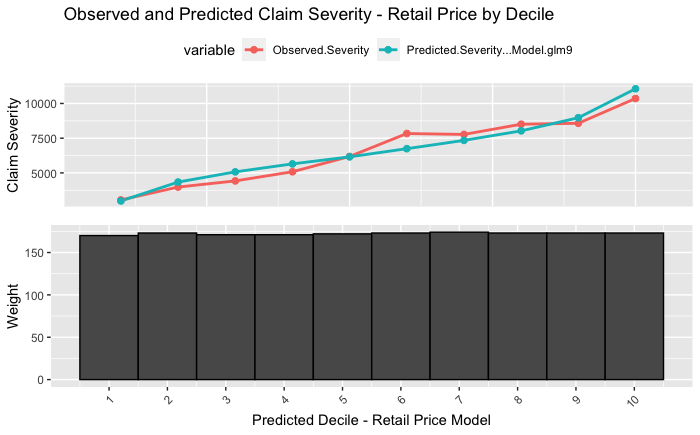 Observed and Predicted Claim Severity - Retail Price by Decile
variable Observed.Severity Predicted.Severity...Model.glm9
Claim Severity
10000
7500
5000
Weight
150
100
50
0
1 2 3 4 5 6 7 8 9 10
Predicted Decile - Retail Price Model